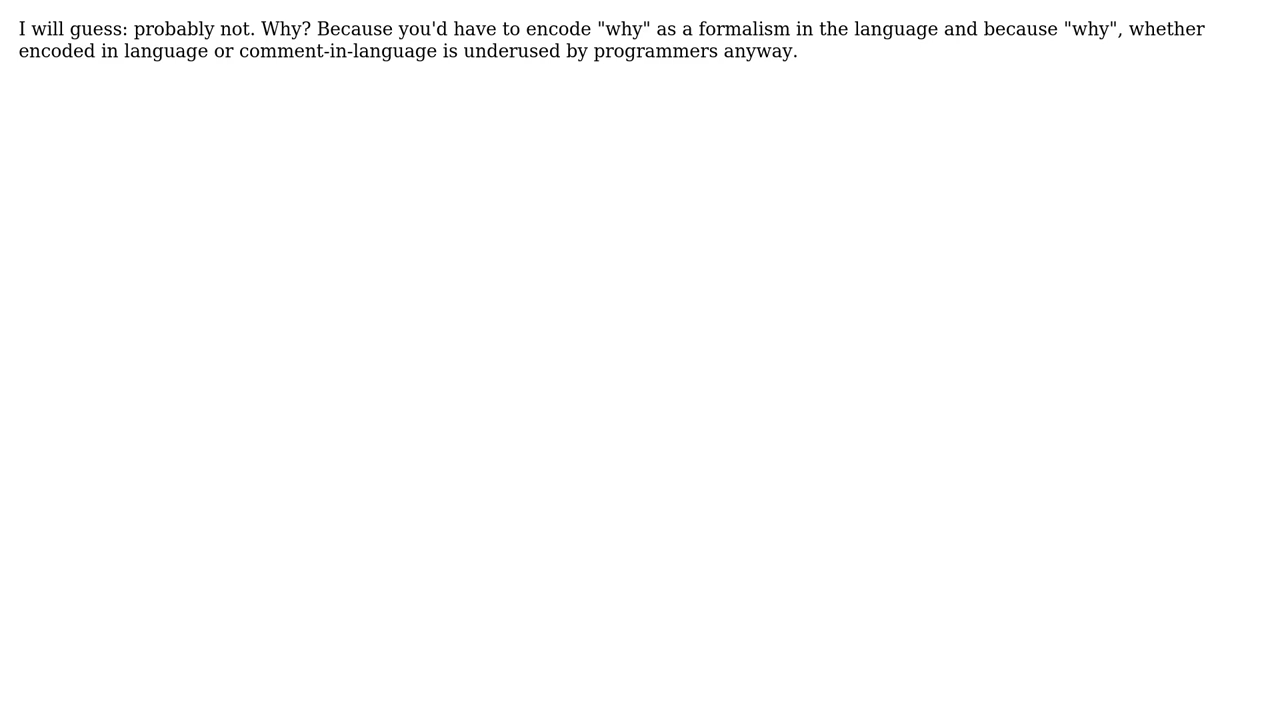 I will guess: probably not. Why? Because you'd have to encode "why" as a formalism in the language and because "why", whether
encoded in language or comment-in-language is underused by programmers anyway.